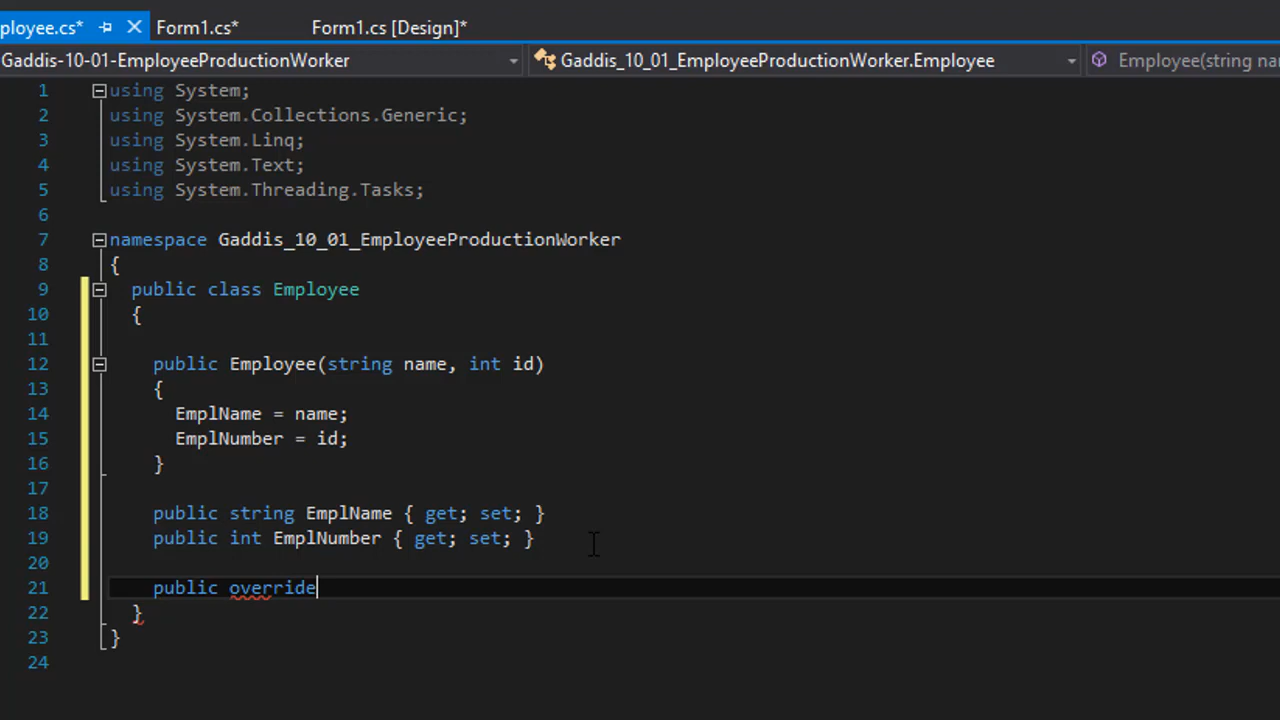 ployee.cs* Form1.cs* Form1.cs [Design]*
Gaddis-10-01-EmployeeProductionWorker Gaddis_10_01_EmployeeProductionWorker.Employee Employee(string na
1 using System;
2 using System.Collections.Generic;
3 using System.Linq;
4 using System.Text;
5 using System.Threading.Tasks;
6
7 namespace Gaddis_10_01_EmployeeProductionWorker
8 {
9 public class Employee
10 {
11
12 public Employee(string name, int id)
13 {
14 EmplName = name;
15 EmplNumber = id;
16 }
17
18 public string EmplName { get; set; }
19 public int EmplNumber { get; set; }
20
21 public override
22 }
23 }
24